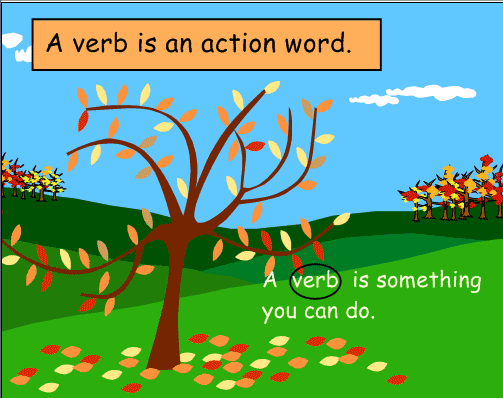 A verb is an action word.
A verb is something
you can do.